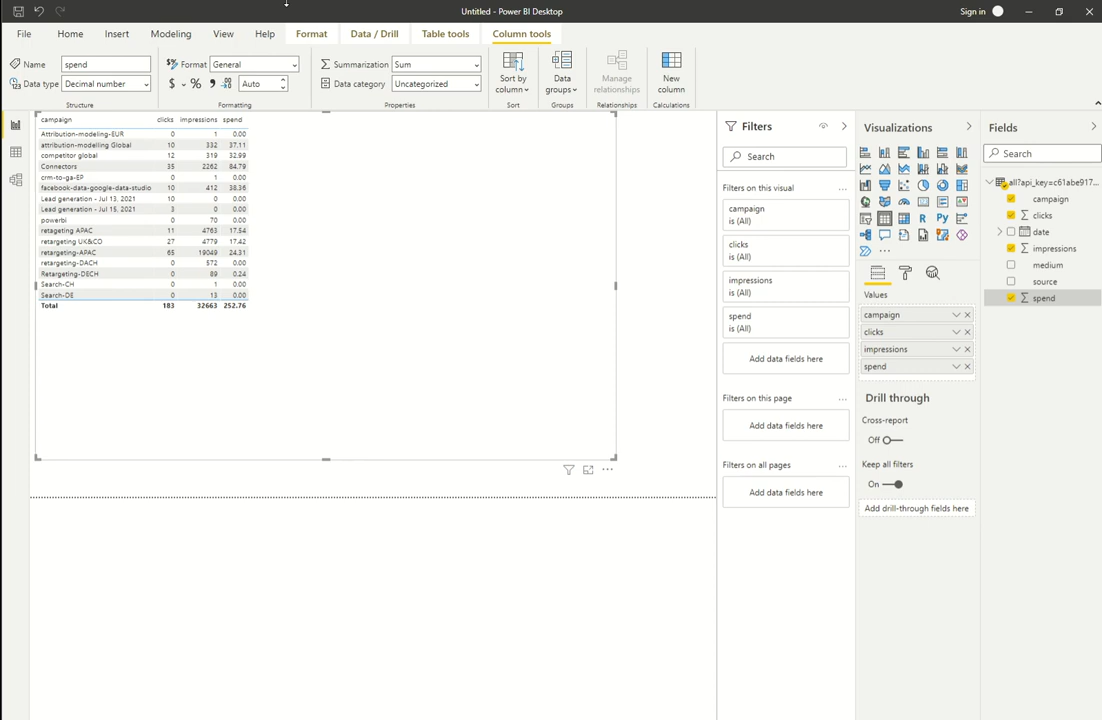 Untitled - Power BI Desktop
Sign in
File Home Insert Modeling View Help Format Data / Drill Table tools Column tools
Name spend
Data type Decimal number
Structure
Format General
$ % 9 .00 Auto
Formatting
Summarization Sum
Data category Uncategorized
Properties
Sort by column
Sort
Data groups
Groups
Manage relationships
Relationships
New column
Calculations
campaign clicks impressions spend
Attribution-modeling-EUR 0 1 0.00
attribution-modeling Global 10 332 37.11
competitor global 12 319 32.99
Connectors 35 2262 84.79
crm-to-ga-EP 0 1 0.00
facebook-data-google-data-studio 10 412 38.36
Lead generation - Jul 13, 2021 10 0 0.00
Lead generation - Jul 15, 2021 3 0 0.00
powerbi 0 70 0.00
retageting APAC 11 4763 17.54
retargeting UK&CO 27 4779 17.42
retargeting-APAC 65 19049 24.31
retargeting-DACH 0 572 0.00
Retargeting-DECH 0 89 0.24
Search-CH 0 1 0.00
Search-DE 0 13 0.00
Total 183 32663 252.76
Filters
Search
Filters on this visual ...
campaign
is (All)
clicks
is (All)
impressions
is (All)
spend
is (All)
Add data fields here
Filters on this page ...
Add data fields here
Filters on all pages ...
Add data fields here
Visualizations
R Py
...
Values
campaign
clicks
impressions
spend
Drill through
Cross-report
Off
Keep all filters
On
Add drill-through fields here
Fields
Search
all?api_key=c61abe917...
campaign
clicks
date
impressions
medium
source
spend